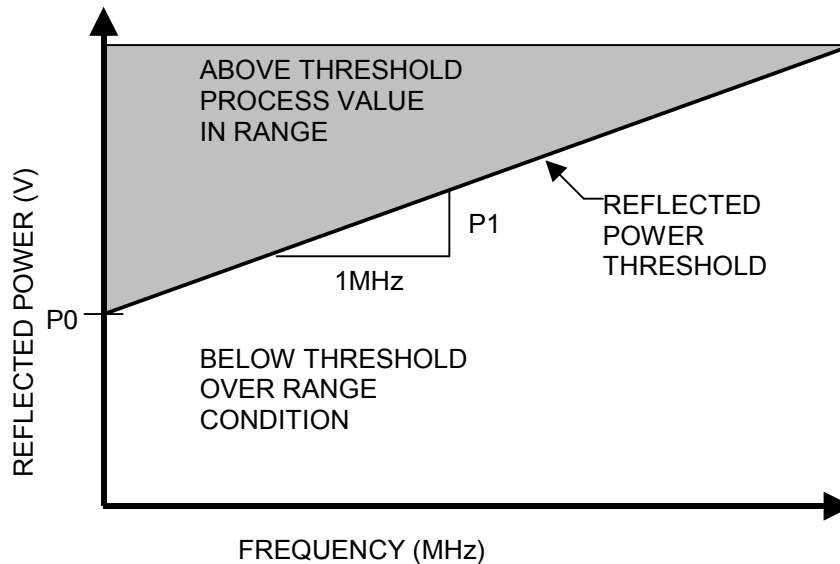 ABOVE THRESHOLD
PROCESS VALUE
IN RANGE
REFLECTED
POWER
THRESHOLD
P1
1MHz
P0
BELOW THRESHOLD
OVER RANGE
CONDITION
REFLECTED POWER (V)
FREQUENCY (MHz)